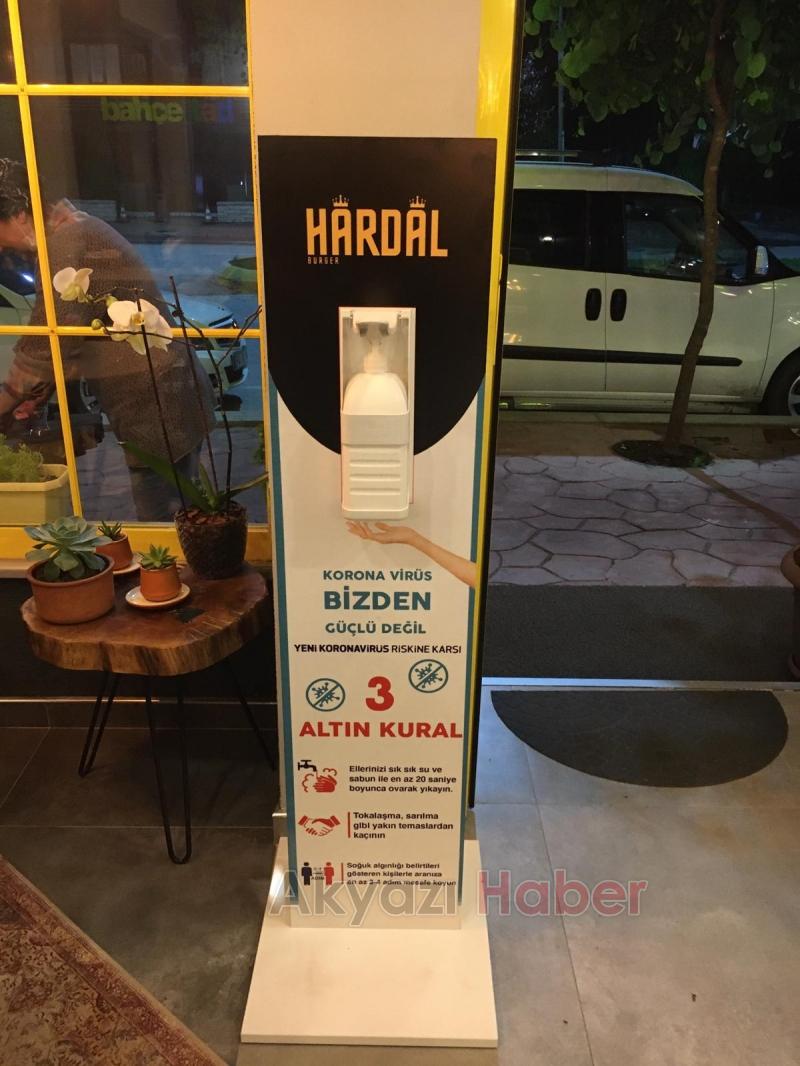 bahçe
HARDAL
BURGER
KORONA VİRÜS
BİZDEN
GÜÇLÜ DEĞİL
YENİ KORONAVİRUS RİSKİNE KARSI
3
ALTIN KURAL
Ellerinizi sık sık su ve
sabun ile en az 20 saniye
boyunca ovarak yıkayın.
Tokalaşma, sarılma
gibi yakın temaslardan
kaçının
Soğuk algınlığı belirtileri
gösteren kişilerle aranıza
en az 3-4 adım mesafe koyun
Akyazı Haber